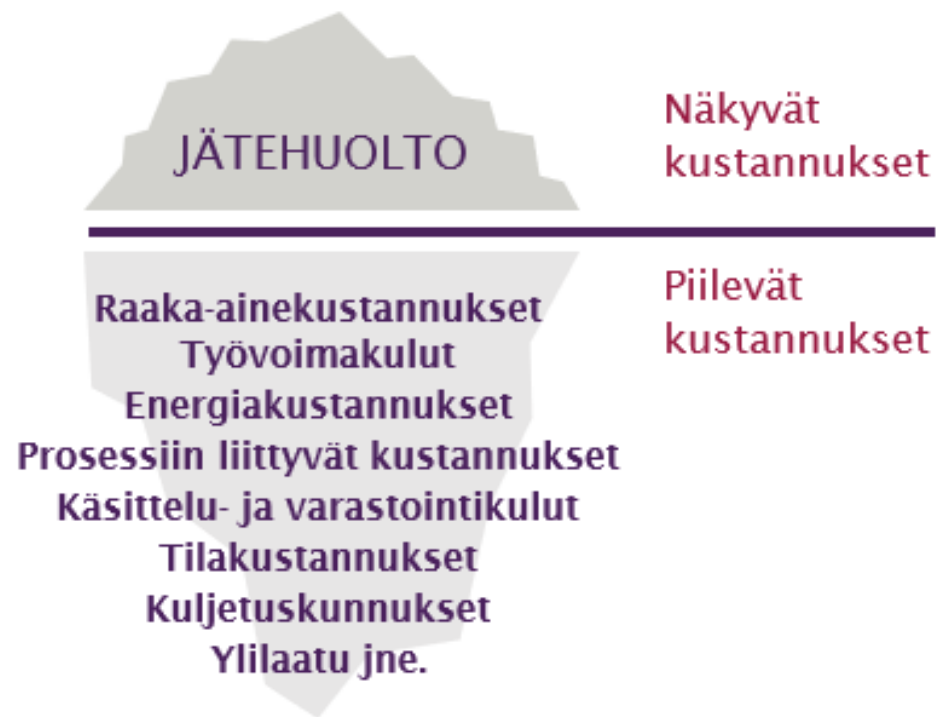 JÄTEHUOLTO
Näkyvät
kustannukset
Piilevät
kustannukset
Raaka-ainekustannukset
Työvoimakulut
Energiakustannukset
Prosessiin liittyvät kustannukset
Käsittelu- ja varastointikulut
Tilakustannukset
Kuljetuskunnukset
Ylilaatu jne.